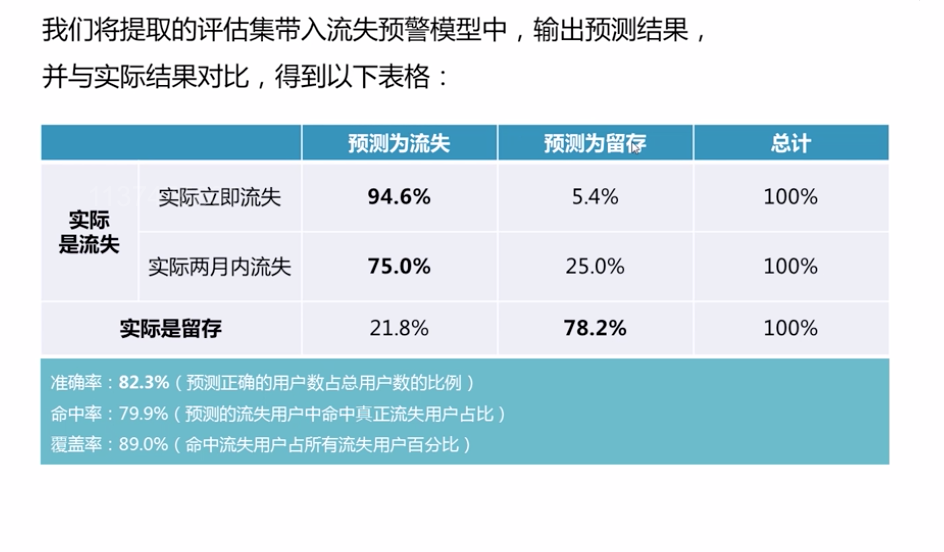 我们将提取的评估集带入流失预警模型中，输出预测结果，
并与实际结果对比，得到以下表格：
预测为流失 预测为留存 总计
实际是流失 实际立即流失 94.6% 5.4% 100%
实际两月内流失 75.0% 25.0% 100%
实际是留存 21.8% 78.2% 100%
准确率：82.3%（预测正确的用户数占总用户数的比例）
命中率：79.9%（预测的流失用户中命中真正流失用户占比）
覆盖率：89.0%（命中流失用户占所有流失用户百分比）